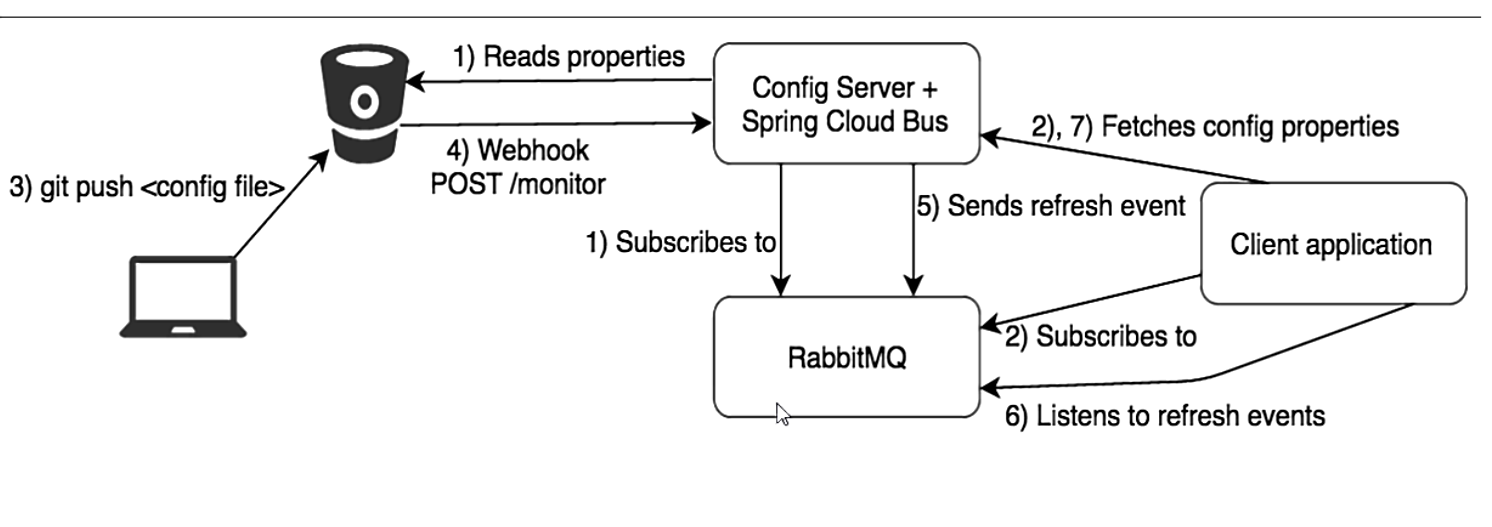 1) Reads properties
Config Server +
Spring Cloud Bus
2), 7) Fetches config properties
4) Webhook
POST /monitor
3) git push <config file>
5) Sends refresh event
1) Subscribes to
Client application
2) Subscribes to
RabbitMQ
6) Listens to refresh events